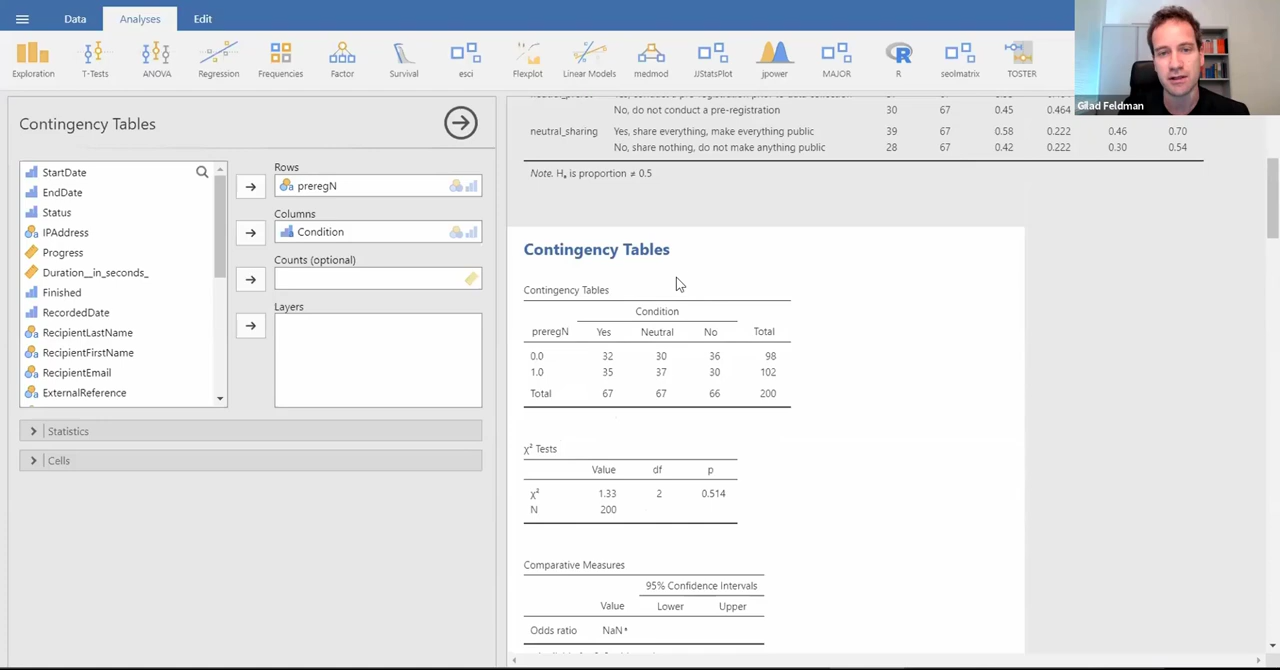 Data Analyses Edit
Exploration T-Tests ANOVA Regression Frequencies Factor Survival esci Flexplot Linear Models medmod JJStatsPlot jpower MAJOR R seolmatrix TOSTER
Gilad Feldman
Contingency Tables
StartDate
EndDate
Status
IPAddress
Progress
Duration__in_seconds_
Finished
RecordedDate
RecipientLastName
RecipientFirstName
RecipientEmail
ExternalReference
Rows
preregN
Columns
Condition
Counts (optional)
Layers
Statistics
Cells
No, do not conduct a pre-registration 30 67 0.45 0.464
neutral_sharing Yes, share everything, make everything public 39 67 0.58 0.222 0.46 0.70
No, share nothing, do not make anything public 28 67 0.42 0.222 0.30 0.54
Note. Hₐ is proportion ≠ 0.5
Contingency Tables
Contingency Tables
Condition
preregN Yes Neutral No Total
0.0 32 30 36 98
1.0 35 37 30 102
Total 67 67 66 200
χ² Tests
Value df p
χ² 1.33 2 0.514
N 200
Comparative Measures
95% Confidence Intervals
Value Lower Upper
Odds ratio NaN ᵃ